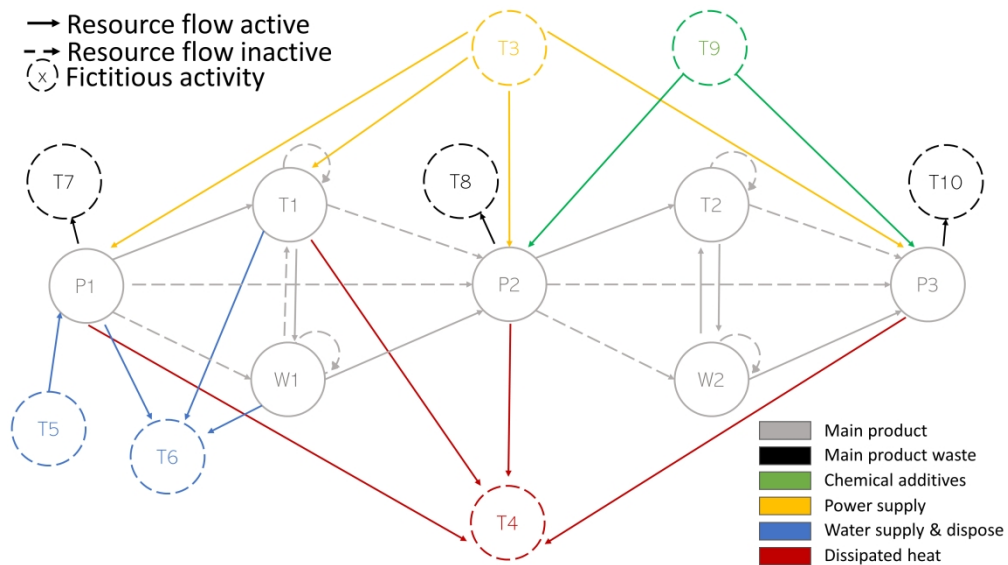 Resource flow active
Resource flow inactive
x Fictitious activity
T3
T9
T7
T8
T10
T1
T2
P1
P2
P3
W1
W2
T5
T6
T4
Main product
Main product waste
Chemical additives
Power supply
Water supply & dispose
Dissipated heat